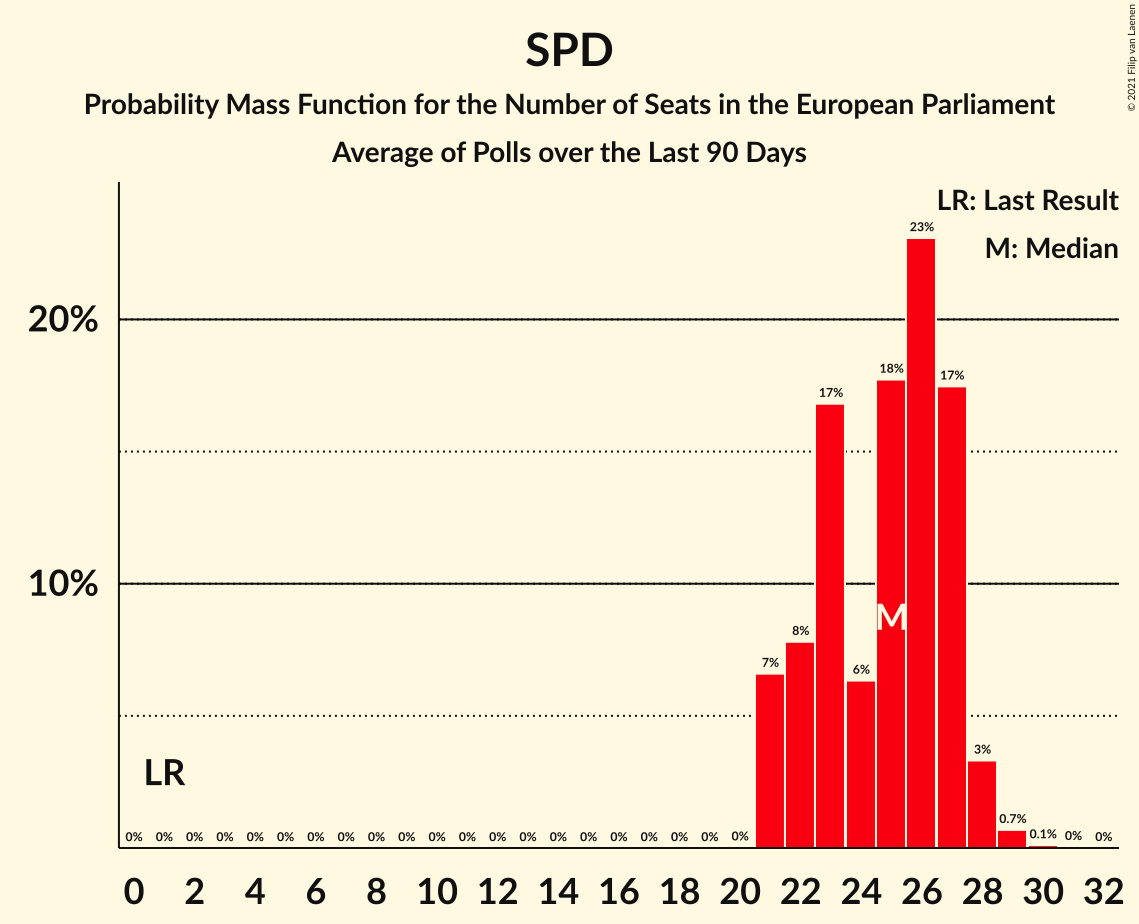 SPD
Probability Mass Function for the Number of Seats in the European Parliament
Average of Polls over the Last 90 Days
© 2021 Filip van Laenen
LR: Last Result
M: Median
23%
20%
18%
17%
17%
10%
M
8%
7%
6%
3%
LR
0.7%
0% 0% 0% 0% 0% 0% 0% 0% 0% 0% 0% 0% 0% 0% 0% 0% 0% 0% 0% 0% 0% 0.1% 0% 0%
0 2 4 6 8 10 12 14 16 18 20 22 24 26 28 30 32